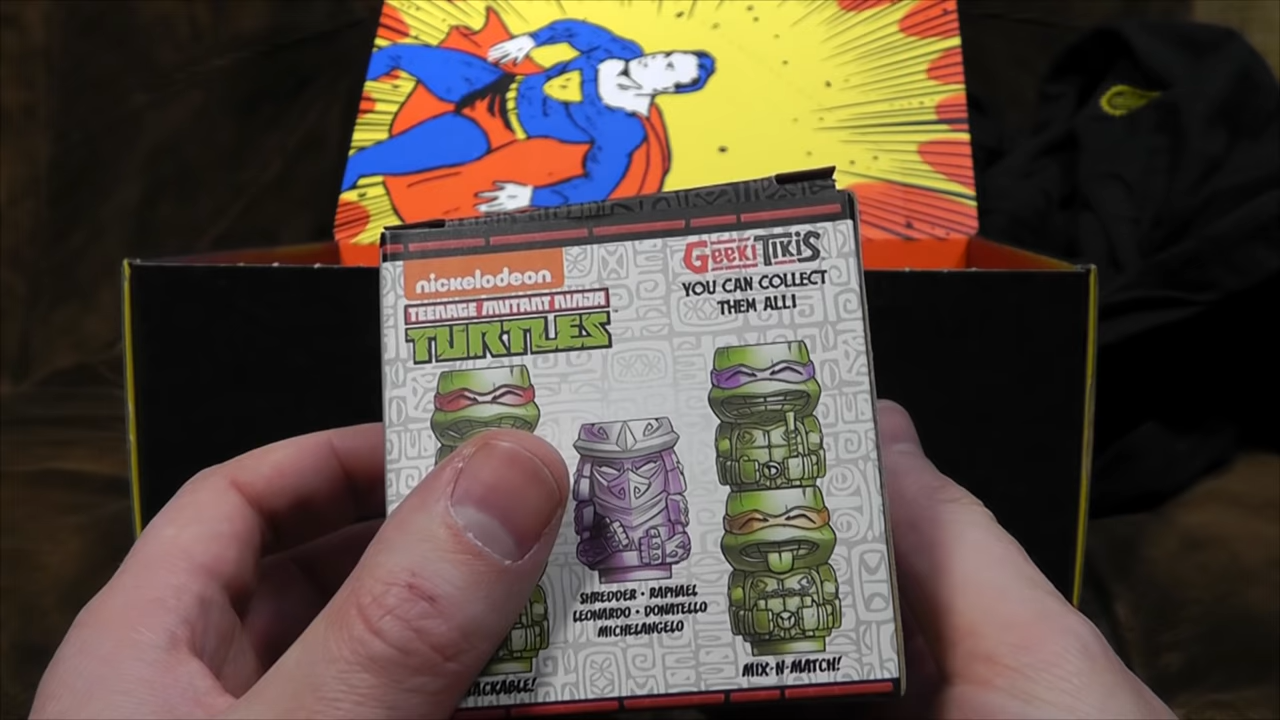 nickelodeon
TEENAGE MUTANT NINJA
TURTLES
GEEKI TIKIS
YOU CAN COLLECT
THEM ALL!
SHREDDER • RAPHAEL
LEONARDO • DONATELLO
MICHELANGELO
MIX-N-MATCH!